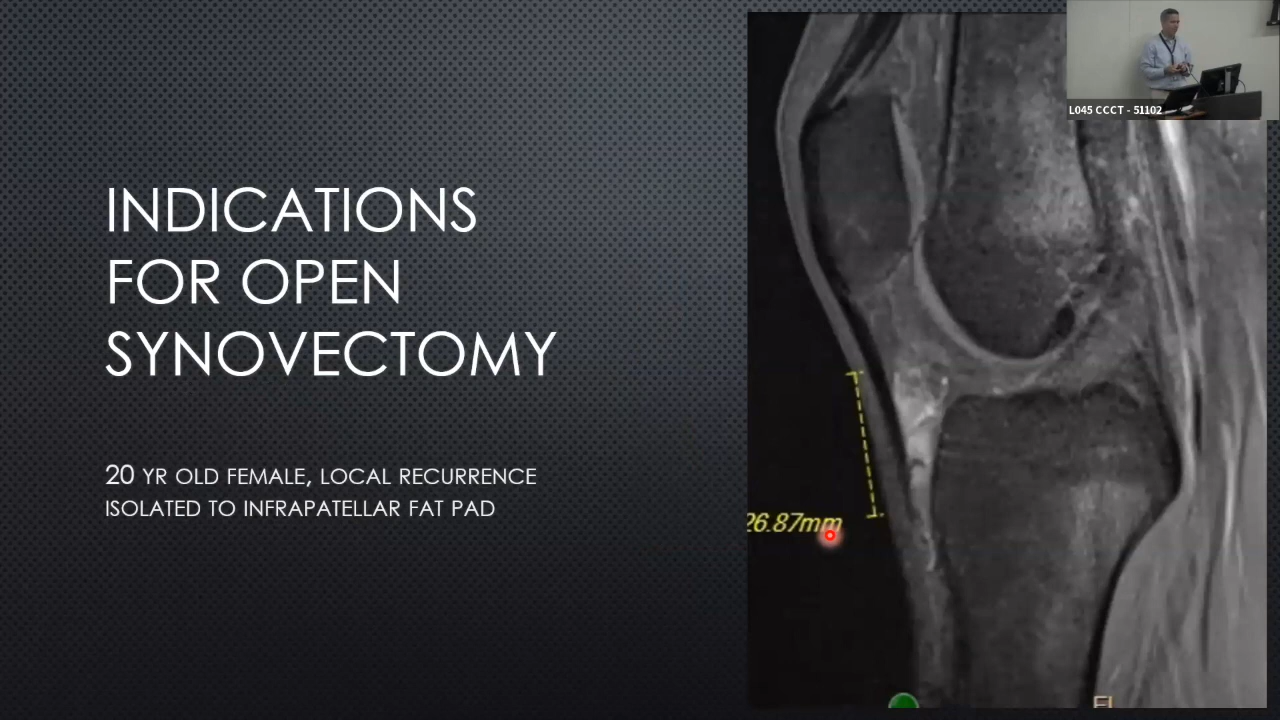 INDICATIONS
FOR OPEN
SYNOVECTOMY
20 YR OLD FEMALE, LOCAL RECURRENCE
ISOLATED TO INFRAPATELLAR FAT PAD
26.87mm
L045 CCCT - 51102